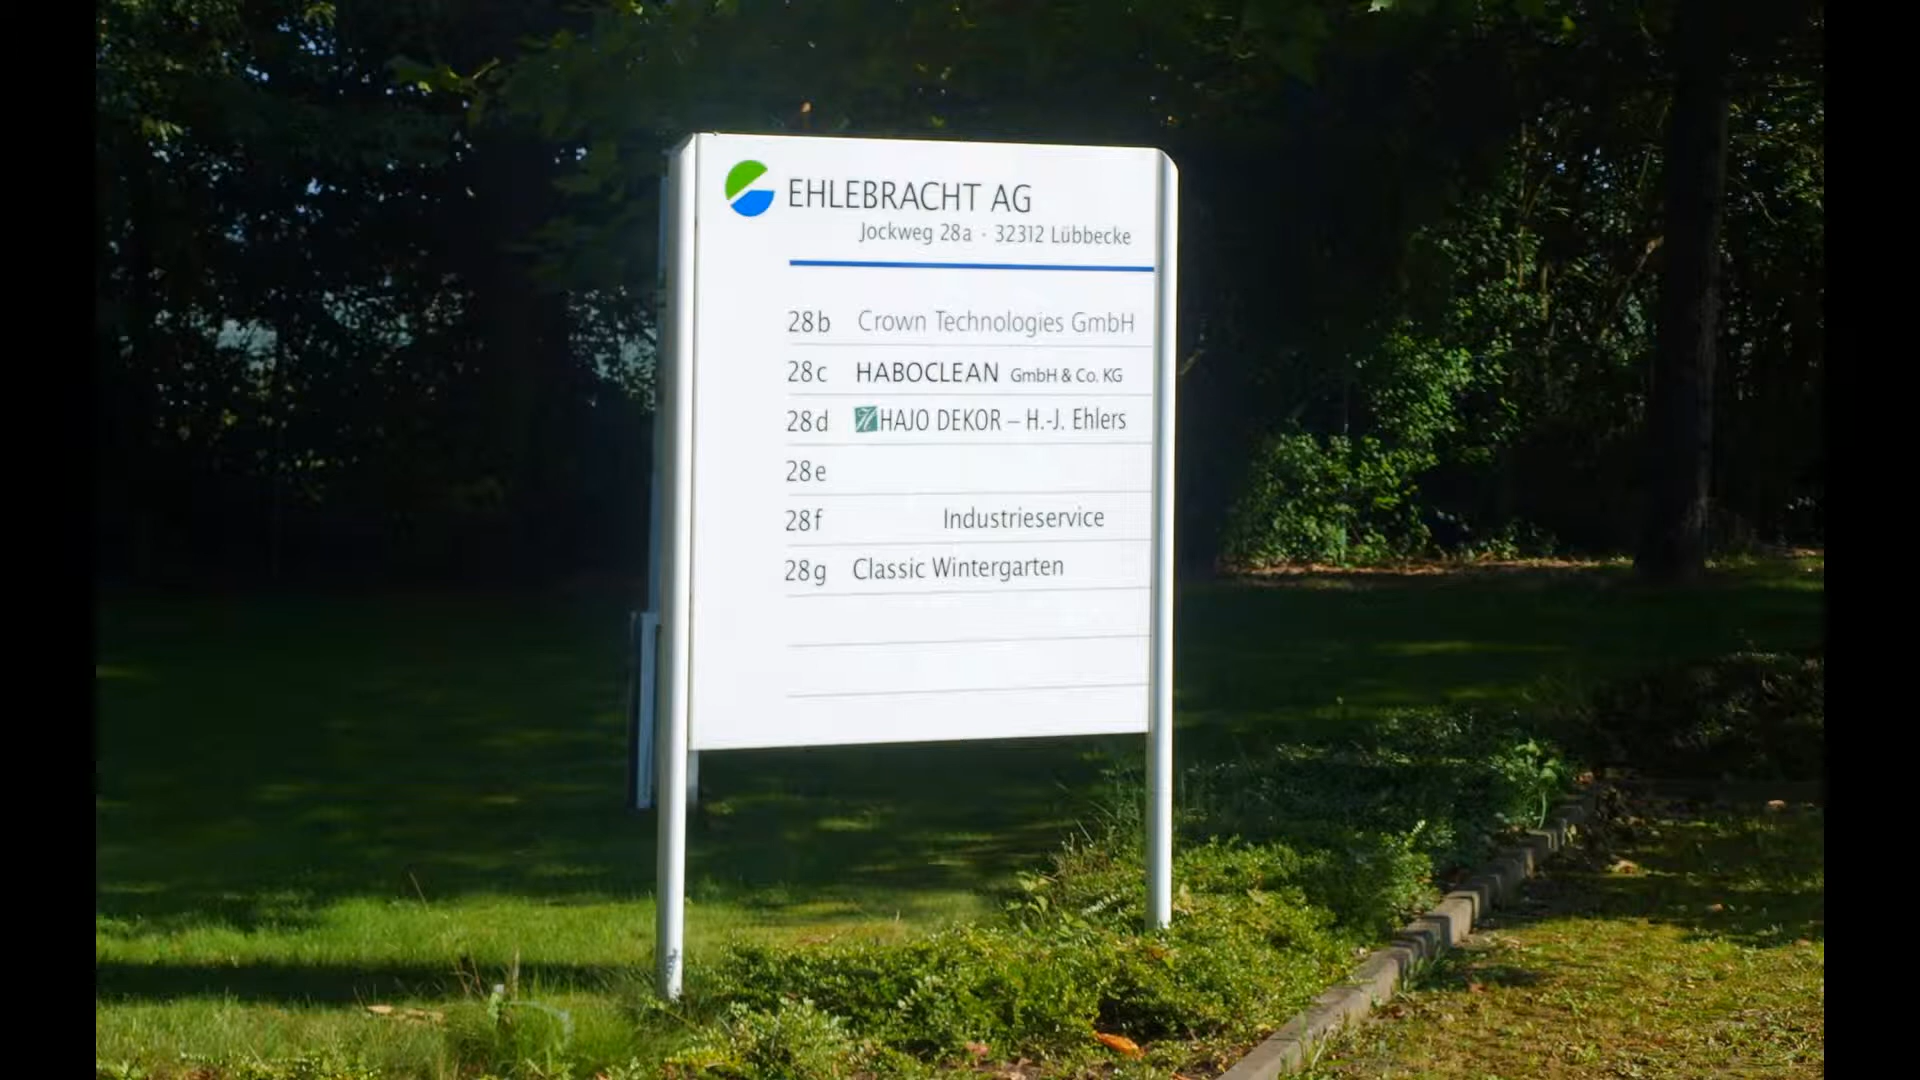 EHLEBRACHT AG
Jockweg 28a · 32312 Lübbecke
28b Crown Technologies GmbH
28c HABOCLEAN GmbH & Co. KG
28d HAJO DEKOR – H.-J. Ehlers
28e
28f Industrieservice
28g Classic Wintergarten